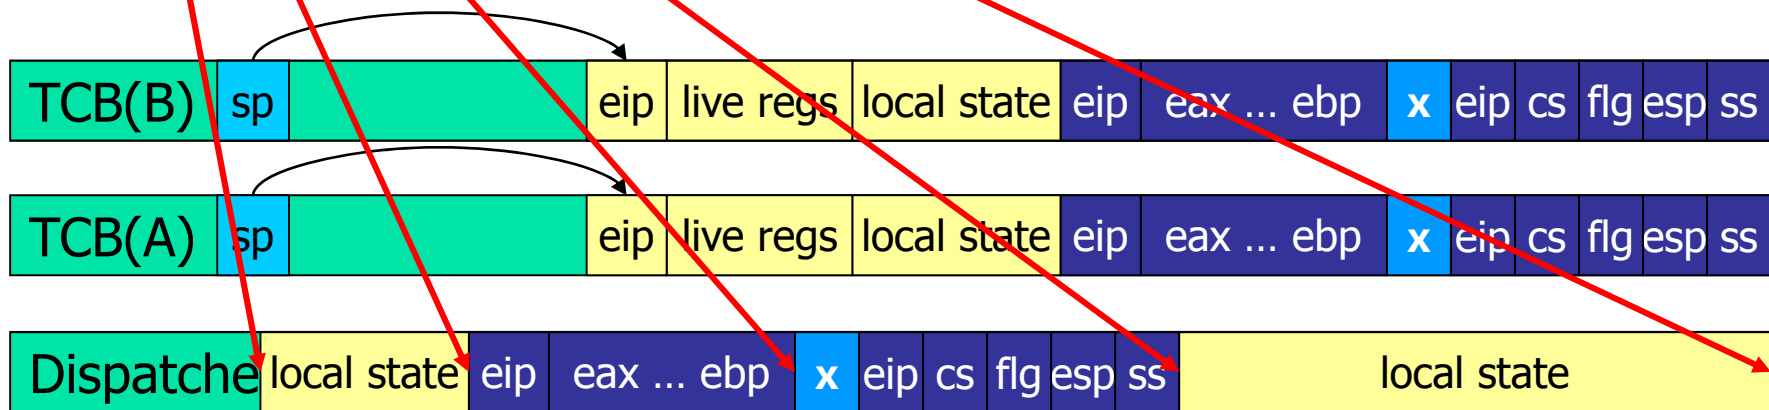 TCB(B) sp eip live regs local state eip eax ... ebp x eip cs flg esp ss
TCB(A) sp eip live regs local state eip eax ... ebp x eip cs flg esp ss
Dispatche local state eip eax ... ebp x eip cs flg esp ss local state